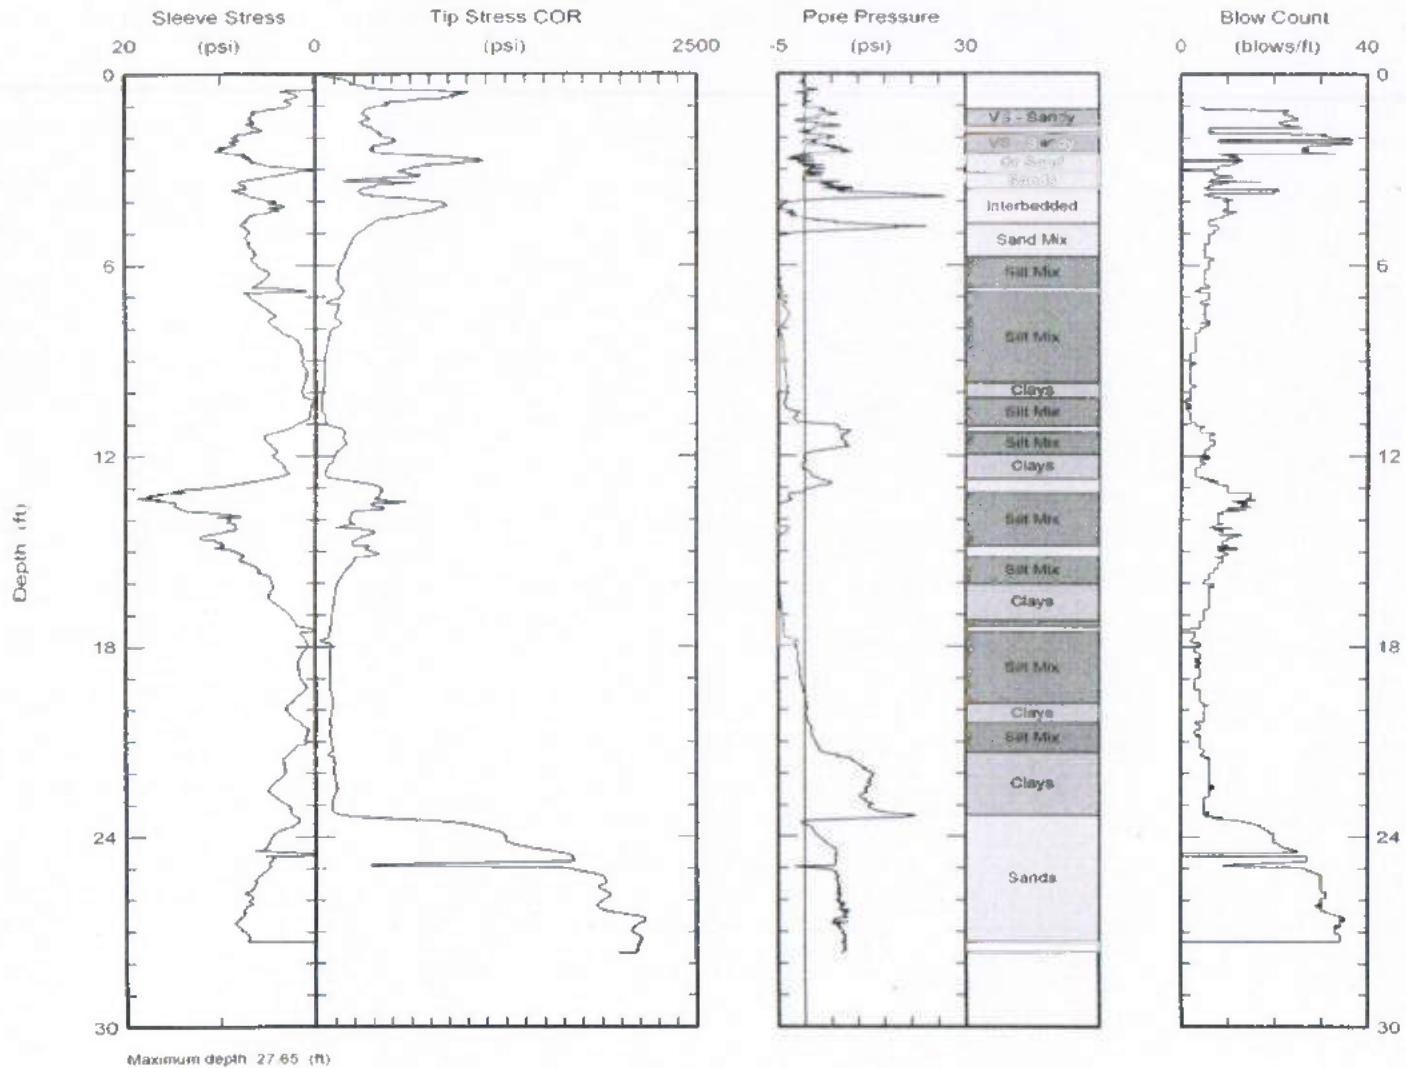 Sleeve Stress Tip Stress COR Pore Pressure Blow Count
20 (psi) 0 (psi) 2500 -5 (psi) 30 0 (blows/ft) 40
0 0
VS - Sandy
VS - Sandy
Sands
Interbedded
Sand Mix
6 6
Silt Mix
Silt Mix
Clays
Silt Mix
Silt Mix
12 12
Clays
Silt Mix
Silt Mix
Clays
Depth (ft)
18 18
Silt Mix
Clays
Silt Mix
Clays
24 24
Sands
30 30
Maximum depth 27.65 (ft)